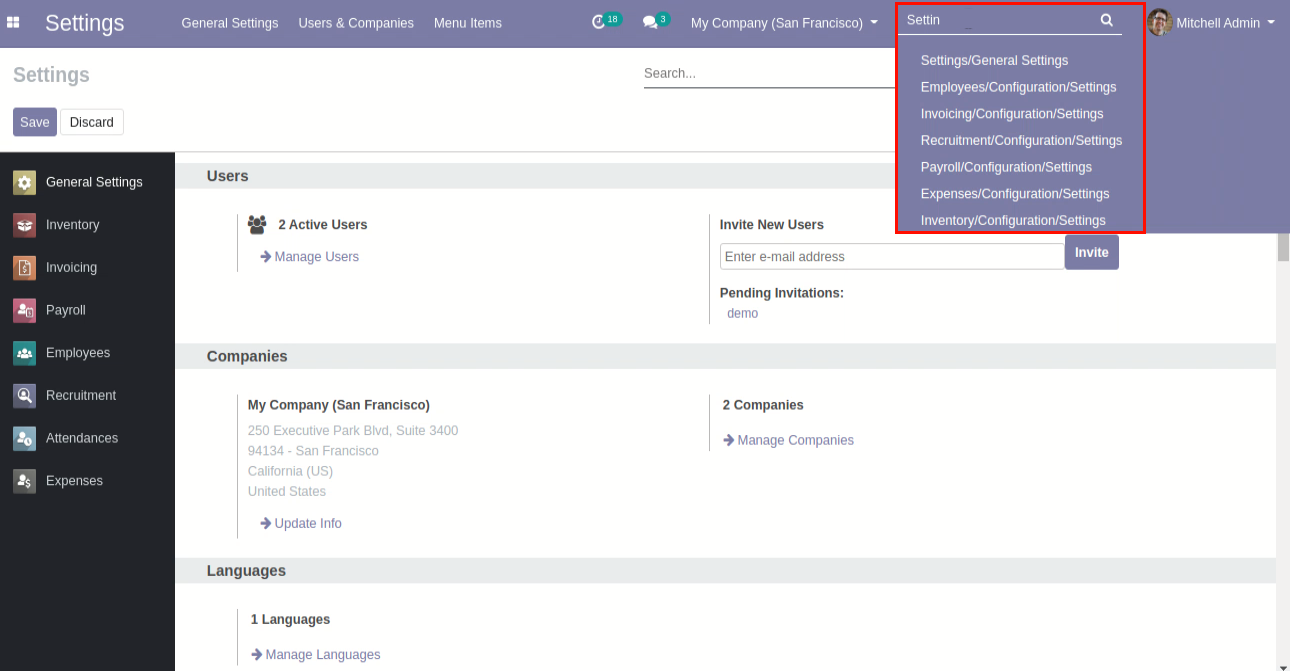 Settings General Settings Users & Companies Menu Items 18 3 My Company (San Francisco) Settin Mitchell Admin
Settings/General Settings
Employees/Configuration/Settings
Invoicing/Configuration/Settings
Recruitment/Configuration/Settings
Payroll/Configuration/Settings
Expenses/Configuration/Settings
Inventory/Configuration/Settings
Settings
Search...
Save Discard
General Settings
Inventory
Invoicing
Payroll
Employees
Recruitment
Attendances
Expenses
Users
2 Active Users
Manage Users
Invite New Users
Enter e-mail address Invite
Pending Invitations:
demo
Companies
My Company (San Francisco)
250 Executive Park Blvd, Suite 3400
94134 - San Francisco
California (US)
United States
Update Info
2 Companies
Manage Companies
Languages
1 Languages
Manage Languages